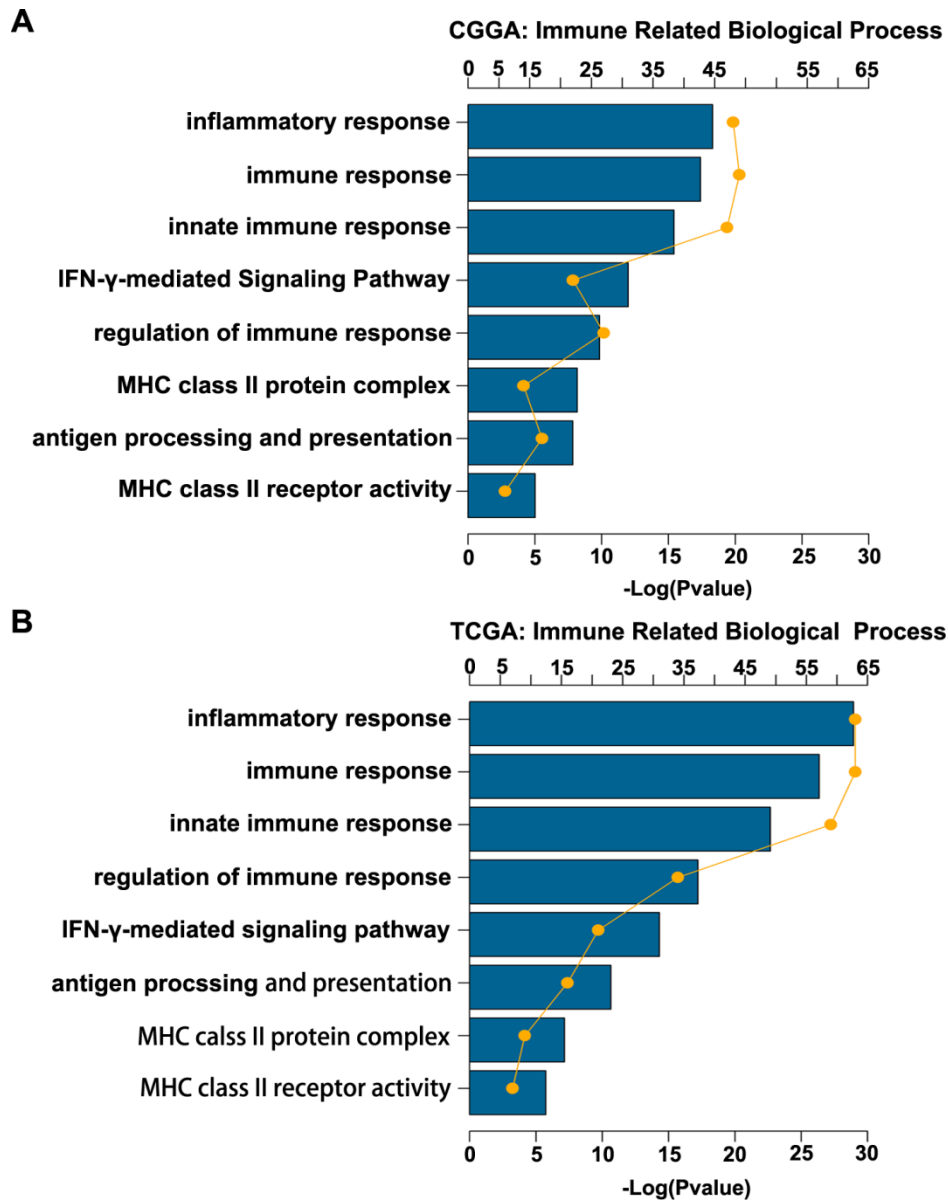 A
CGGA: Immune Related Biological Process
0 5 15 25 35 45 55 65
inflammatory response
immune response
innate immune response
IFN-γ-mediated Signaling Pathway
regulation of immune response
MHC class II protein complex
antigen processing and presentation
MHC class II receptor activity
0 5 10 15 20 25 30
-Log(Pvalue)
B
TCGA: Immune Related Biological Process
0 5 15 25 35 45 55 65
inflammatory response
immune response
innate immune response
regulation of immune response
IFN-γ-mediated signaling pathway
antigen procssing and presentation
MHC calss II protein complex
MHC class II receptor activity
0 5 10 15 20 25 30
-Log(Pvalue)